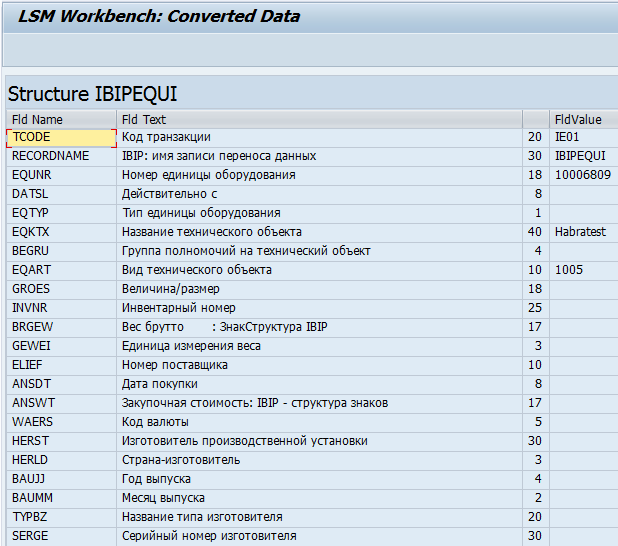 LSM Workbench: Converted Data
Structure IBIPEQUI
Fld Name Fld Text FldValue
TCODE Код транзакции 20 IE01
RECORDNAME IBIP: имя записи переноса данных 30 IBIPEQUI
EQUNR Номер единицы оборудования 18 10006809
DATSL Действительно с 8
EQTYP Тип единицы оборудования 1
EQKTX Название технического объекта 40 Habratest
BEGRU Группа полномочий на технический объект 4
EQART Вид технического объекта 10 1005
GROES Величина/размер 18
INVNR Инвентарный номер 25
BRGEW Вес брутто : ЗнакСтруктура IBIP 17
GEWEI Единица измерения веса 3
ELIEF Номер поставщика 10
ANSDT Дата покупки 8
ANSWT Закупочная стоимость: IBIP - структура знаков 17
WAERS Код валюты 5
HERST Изготовитель производственной установки 30
HERLD Страна-изготовитель 3
BAUJJ Год выпуска 4
BAUMM Месяц выпуска 2
TYPBZ Название типа изготовителя 20
SERGE Серийный номер изготовителя 30